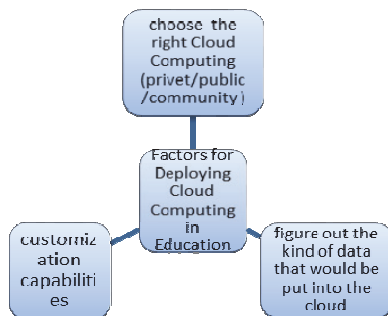 choose the
right Cloud
Computing
(privet/public
/community)
Factors for
Deploying
Cloud
Computing
in
Education
customiz
ation
capabiliti
es
figure out the
kind of data
that would be
put into the
cloud